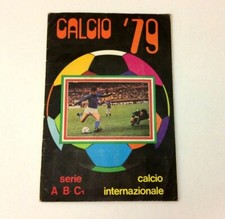 CALCIO '79
serie
A B C1
calcio
internazionale